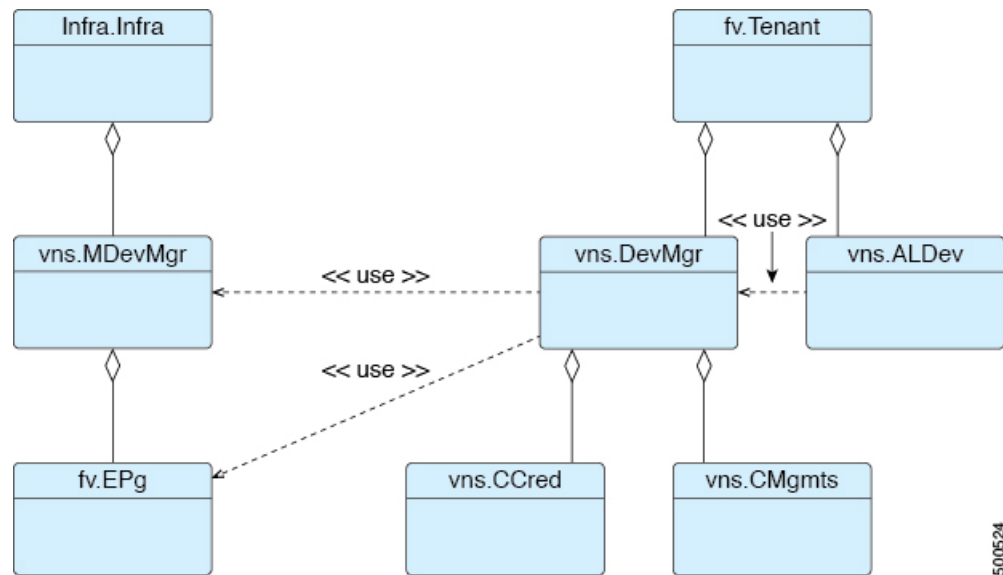 Infra.Infra
fv.Tenant
<< use >>
vns.MDevMgr
vns.DevMgr
vns.ALDev
<< use >>
<< use >>
fv.EPg
vns.CCred
vns.CMgmts
500524